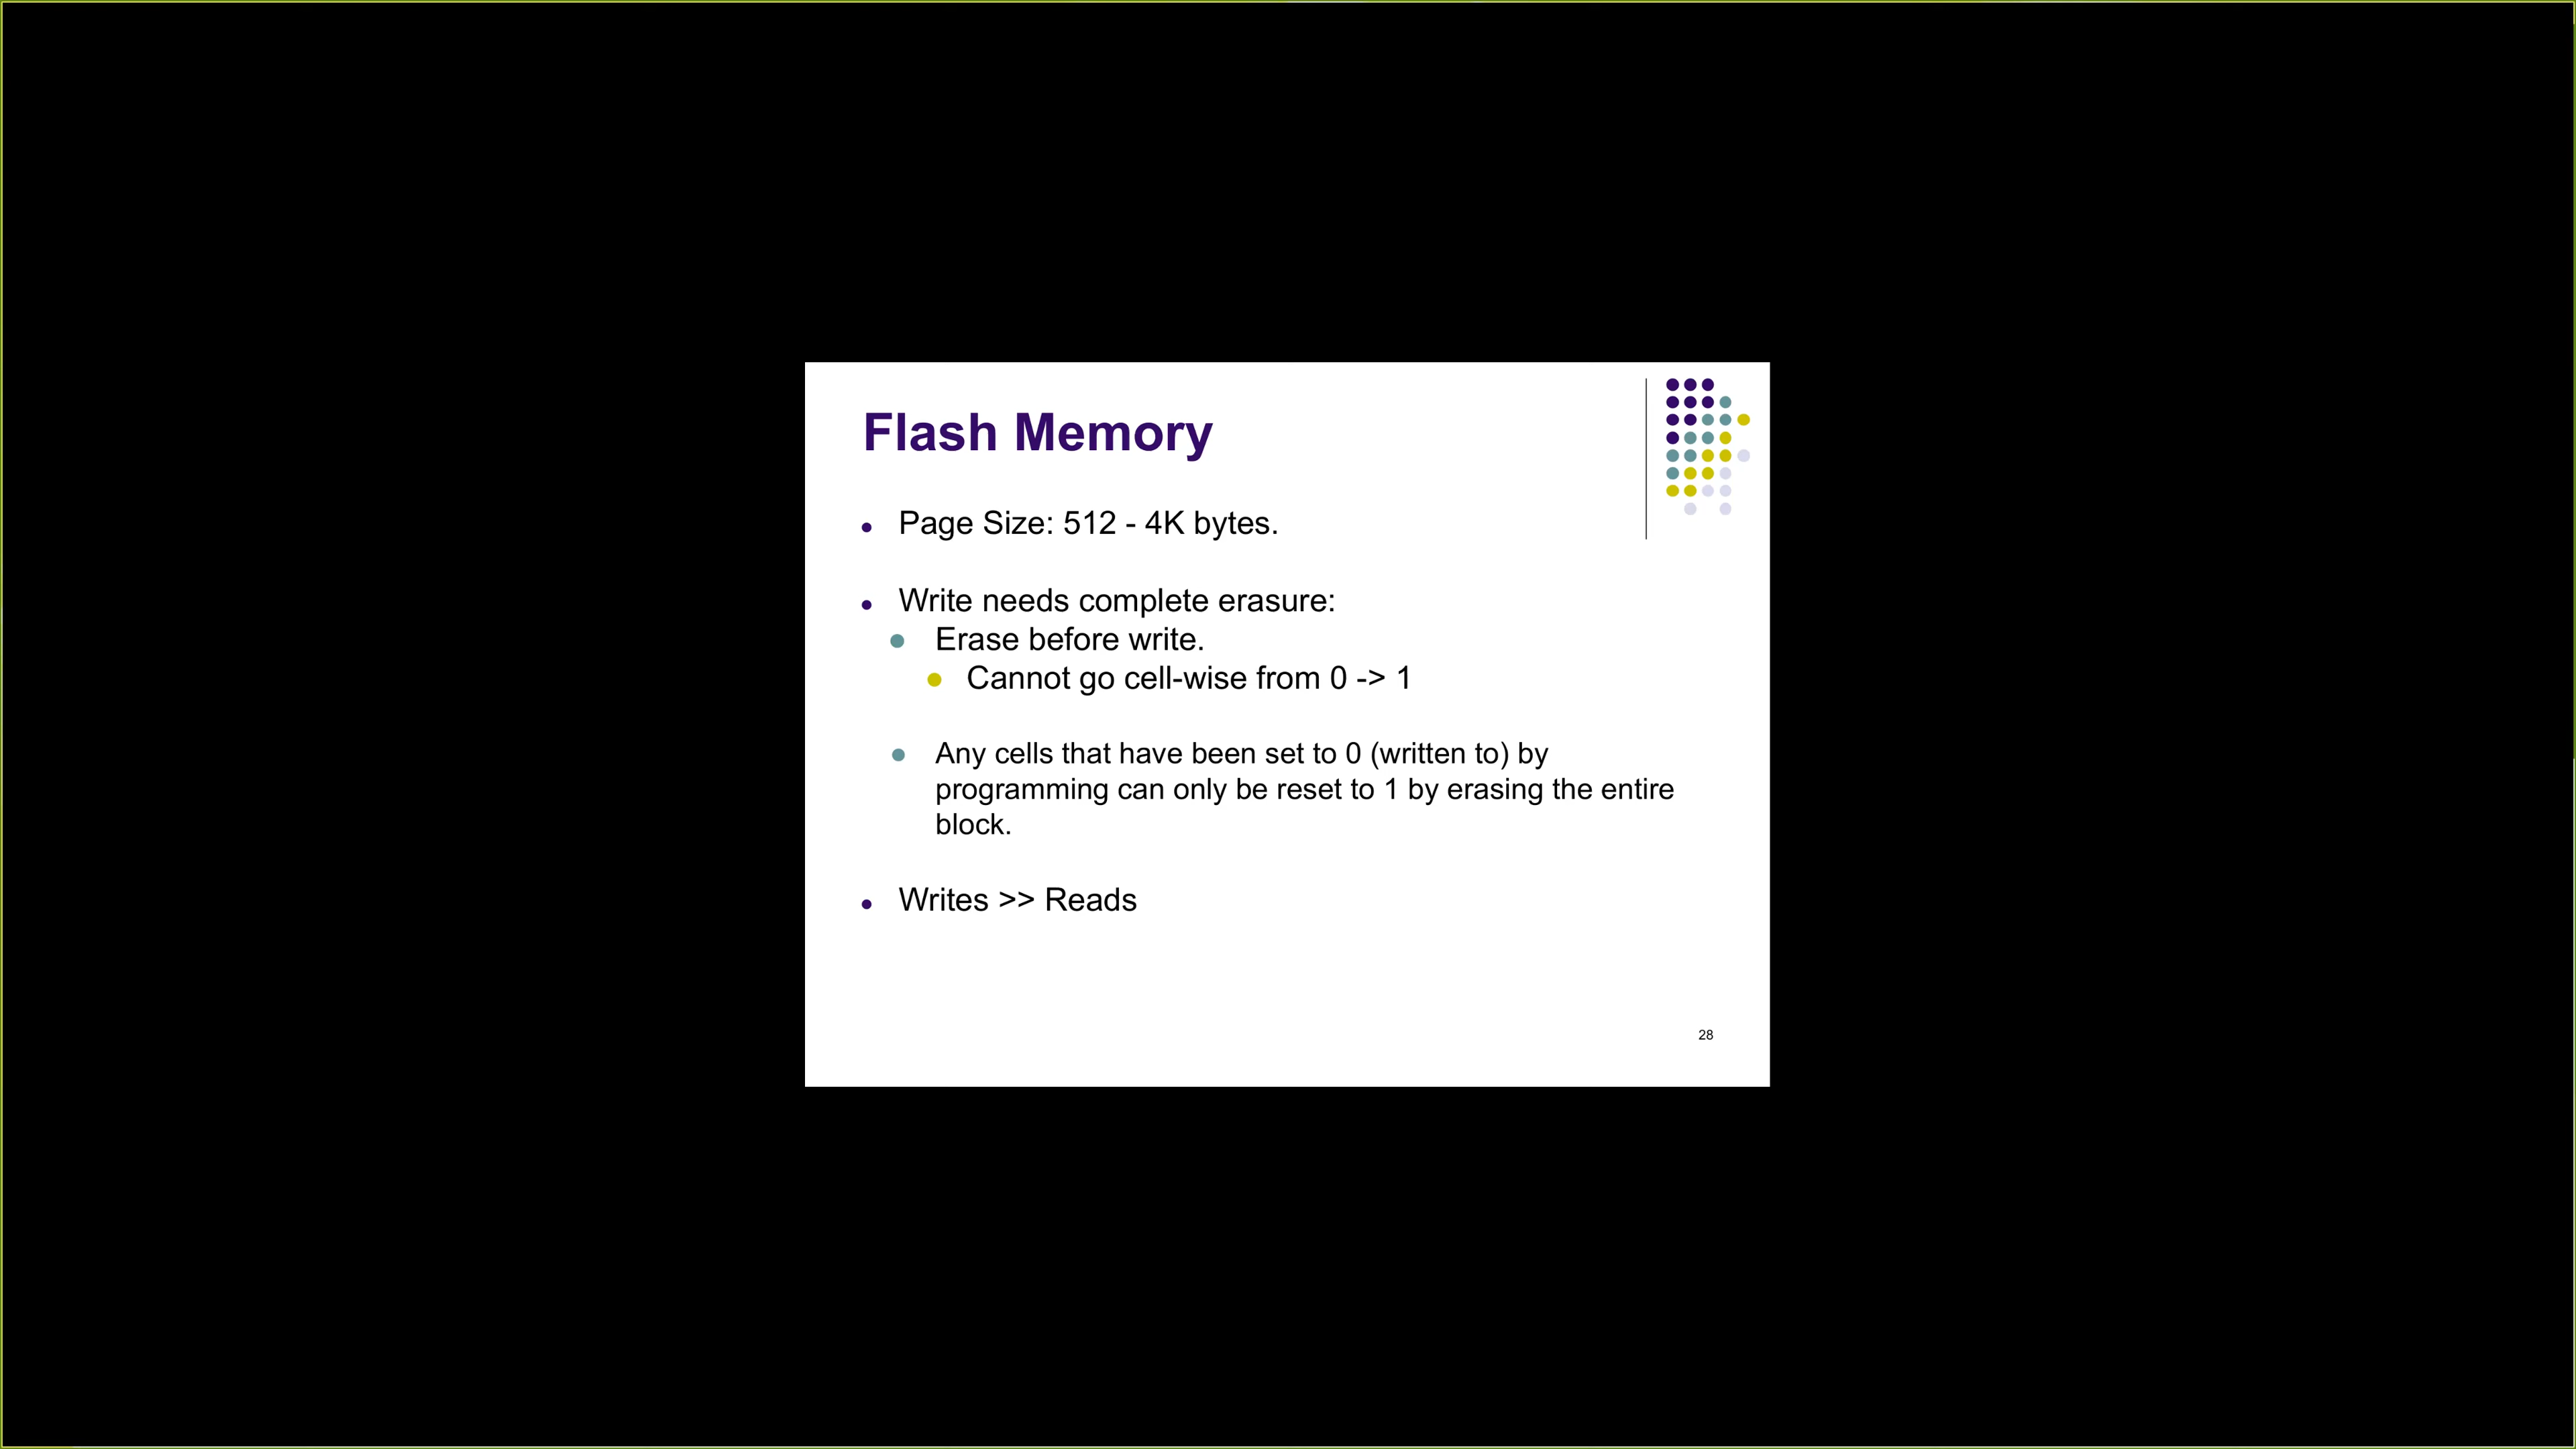 Flash Memory
Page Size: 512 - 4K bytes.
Write needs complete erasure:
Erase before write.
Cannot go cell-wise from 0 -> 1
Any cells that have been set to 0 (written to) by
programming can only be reset to 1 by erasing the entire
block.
Writes >> Reads
28